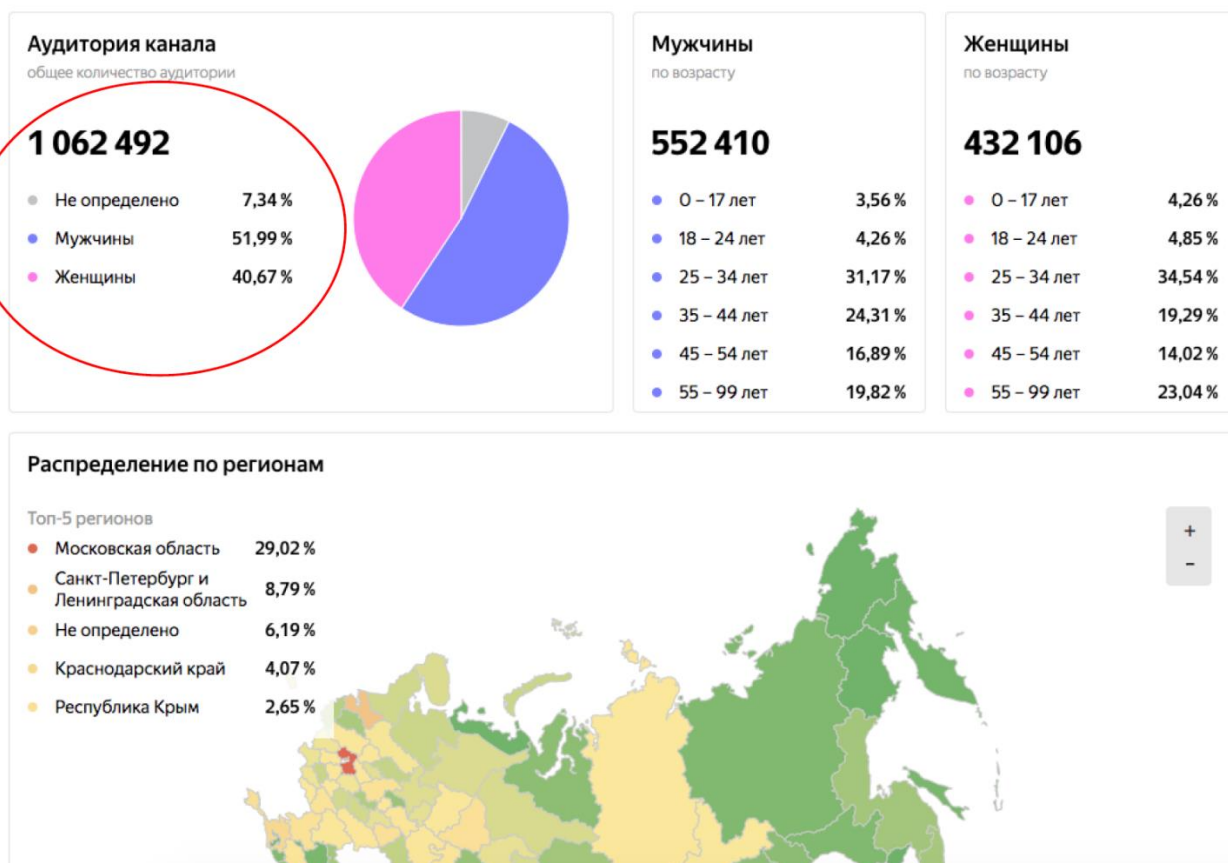 Аудитория канала
общее количество аудитории
1 062 492
Не определено 7,34 %
Мужчины 51,99 %
Женщины 40,67 %
Мужчины
по возрасту
552 410
0 – 17 лет 3,56 %
18 – 24 лет 4,26 %
25 – 34 лет 31,17 %
35 – 44 лет 24,31 %
45 – 54 лет 16,89 %
55 – 99 лет 19,82 %
Женщины
по возрасту
432 106
0 – 17 лет 4,26 %
18 – 24 лет 4,85 %
25 – 34 лет 34,54 %
35 – 44 лет 19,29 %
45 – 54 лет 14,02 %
55 – 99 лет 23,04 %
Распределение по регионам
Топ-5 регионов
Московская область 29,02 %
Санкт-Петербург и
Ленинградская область 8,79 %
Не определено 6,19 %
Краснодарский край 4,07 %
Республика Крым 2,65 %
+
–